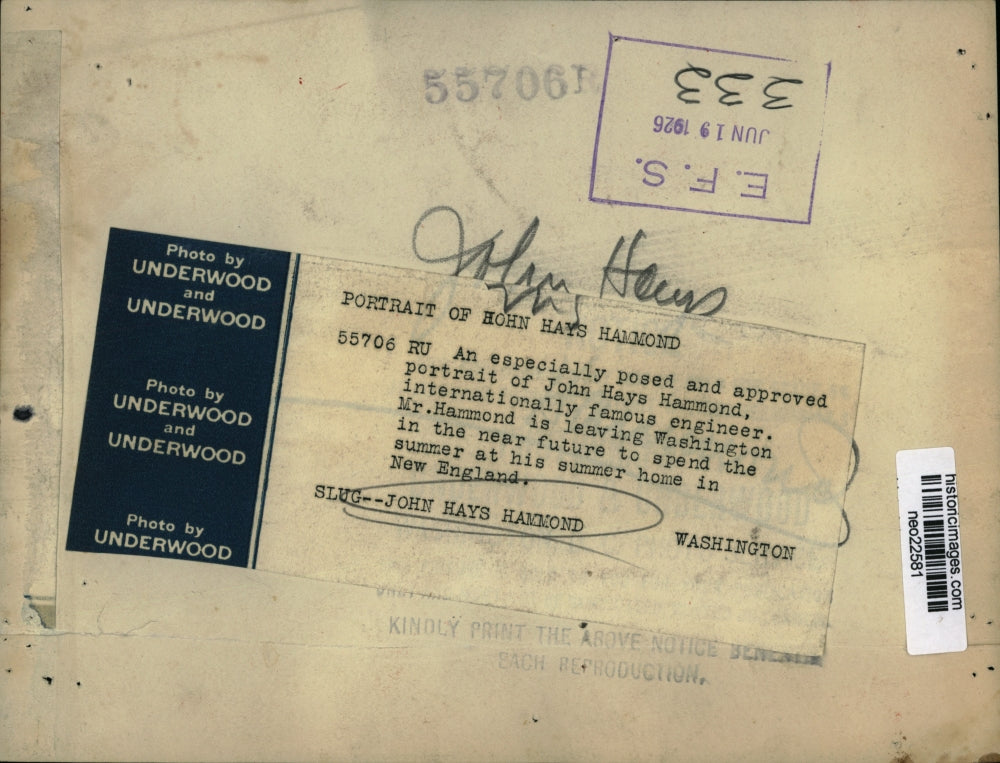 55706R
332
JUN 19 1926
E. F. S.
John Hays
Photo by
UNDERWOOD
and
UNDERWOOD
Photo by
UNDERWOOD
and
UNDERWOOD
Photo by
UNDERWOOD
PORTRAIT OF HOHN HAYS HAMMOND
55706 RU An especially posed and approved
portrait of John Hays Hammond,
internationally famous engineer.
Mr.Hammond is leaving Washington
in the near future to spend the
summer at his summer home in
New England.
SLUG--JOHN HAYS HAMMOND
WASHINGTON
KINDLY PRINT THE ABOVE NOTICE BENEATH
EACH REPRODUCTION.
historicimages.com
neo22581